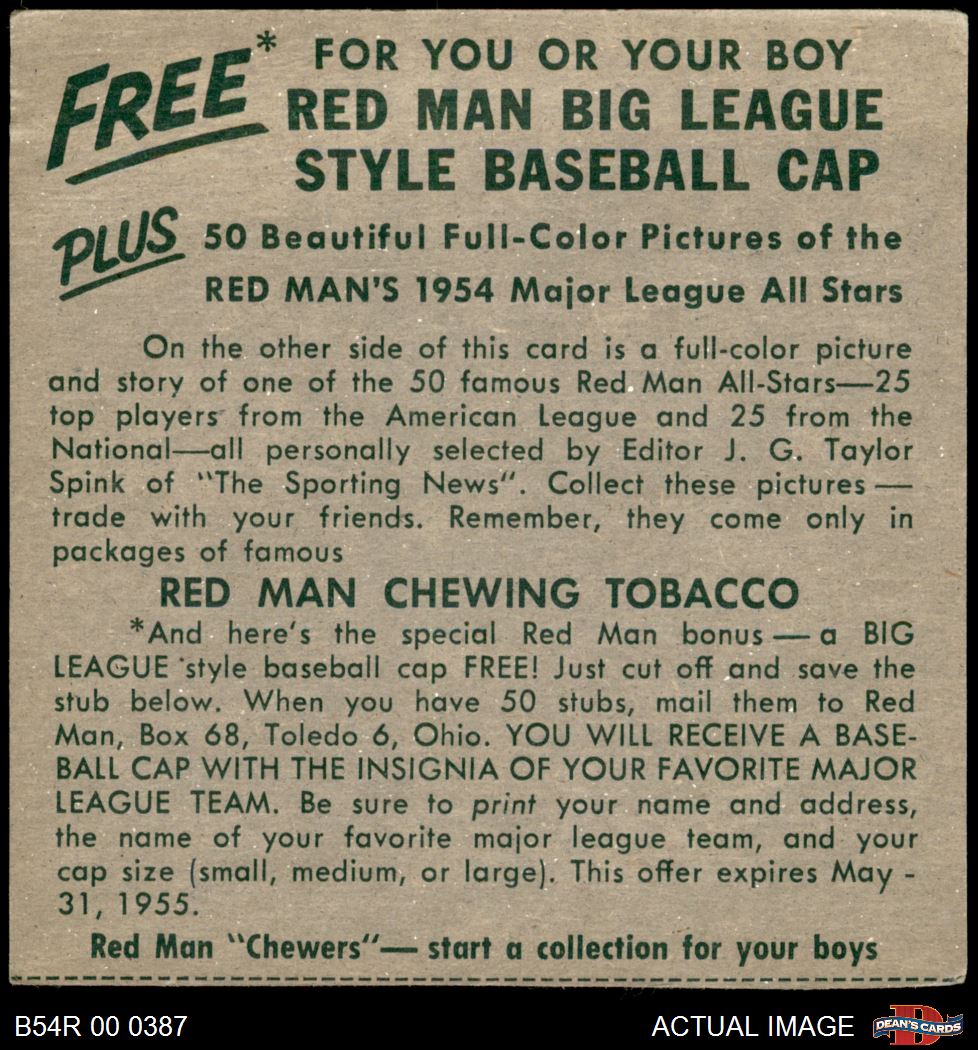 FREE* FOR YOU OR YOUR BOY
RED MAN BIG LEAGUE
STYLE BASEBALL CAP
PLUS 50 Beautiful Full-Color Pictures of the
RED MAN'S 1954 Major League All Stars
On the other side of this card is a full-color picture
and story of one of the 50 famous Red Man All-Stars—25
top players from the American League and 25 from the
National—all personally selected by Editor J. G. Taylor
Spink of "The Sporting News". Collect these pictures —
trade with your friends. Remember, they come only in
packages of famous
RED MAN CHEWING TOBACCO
*And here's the special Red Man bonus — a BIG
LEAGUE style baseball cap FREE! Just cut off and save the
stub below. When you have 50 stubs, mail them to Red
Man, Box 68, Toledo 6, Ohio. YOU WILL RECEIVE A BASE-
BALL CAP WITH THE INSIGNIA OF YOUR FAVORITE MAJOR
LEAGUE TEAM. Be sure to print your name and address,
the name of your favorite major league team, and your
cap size (small, medium, or large). This offer expires May -
31, 1955.
Red Man "Chewers"— start a collection for your boys
B54R 00 0387
ACTUAL IMAGE
D
DEAN'S CARDS